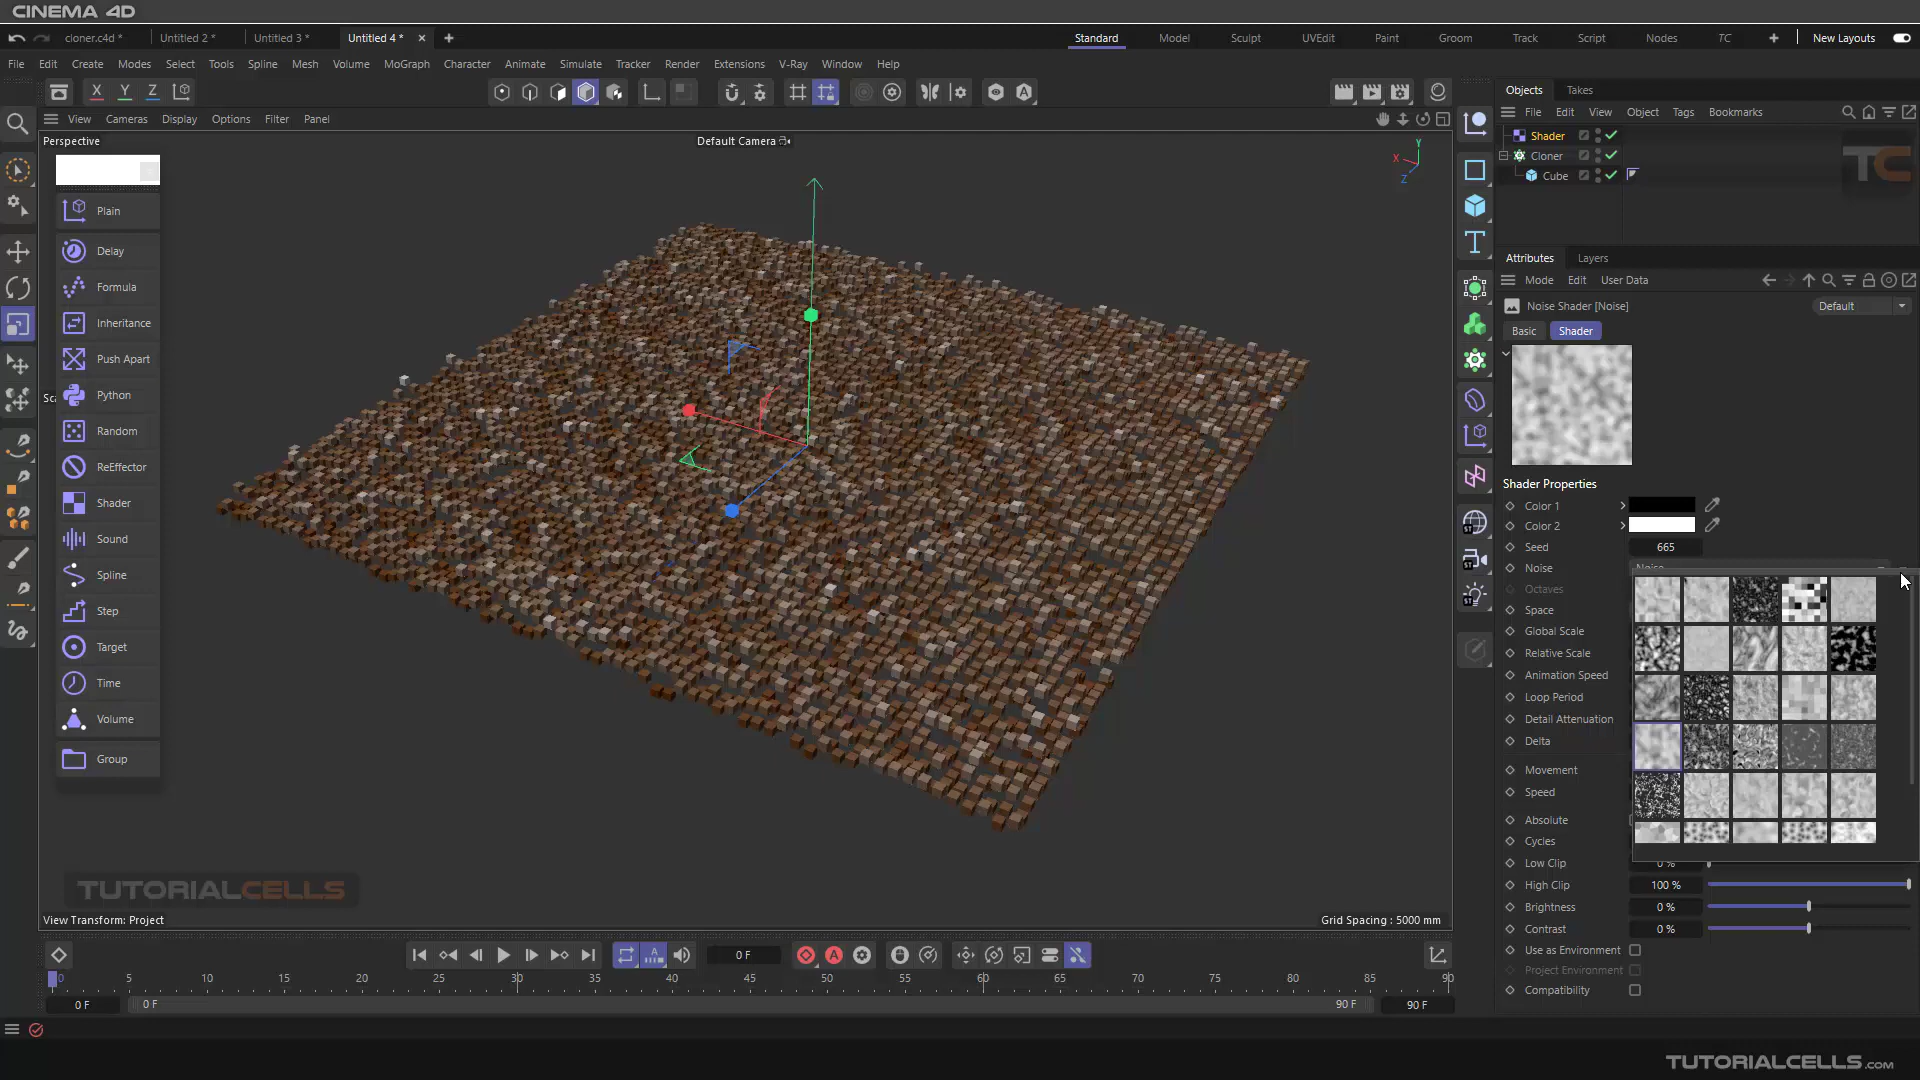 CINEMA 4D
cloner.c4d *
Untitled 2 *
Untitled 3 *
Untitled 4 *
Standard
Model
Sculpt
UVEdit
Paint
Groom
Track
Script
Nodes
TC
New Layouts
File Edit Create Modes Select Tools Spline Mesh Volume MoGraph Character Animate Simulate Tracker Render Extensions V-Ray Window Help
X Y Z
View Cameras Display Options Filter Panel
Perspective
Default Camera
Y
X
Z
Plain
Delay
Formula
Inheritance
Push Apart
Python
Random
ReEffector
Shader
Sound
Spline
Step
Target
Time
Volume
Group
TUTORIALCELLS
View Transform: Project
Grid Spacing : 5000 mm
ST
ST
ST
Objects Takes
File Edit View Object Tags Bookmarks
Shader
Cloner
Cube
TC
Attributes Layers
Mode Edit User Data
Noise Shader [Noise]
Default
Basic Shader
Shader Properties
Color 1
Color 2
Seed 665
Noise
Octaves
Space
Global Scale
Relative Scale
Animation Speed
Loop Period
Detail Attenuation
Delta
Movement
Speed
Absolute
Cycles
Low Clip 0 %
High Clip 100 %
Brightness 0 %
Contrast 0 %
Use as Environment
Project Environment
Compatibility
0 F
0 5 10 15 20 25 30 35 40 45 50 55 60 65 70 75 80 85 90
0 F 0 F 90 F 90 F
TUTORIALCELLS.com